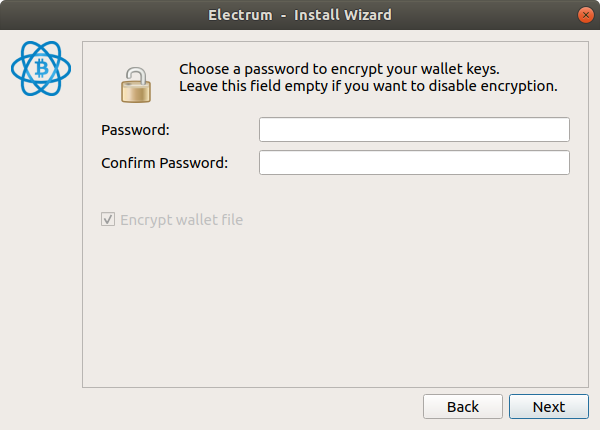 Electrum - Install Wizard
Choose a password to encrypt your wallet keys.
Leave this field empty if you want to disable encryption.
Password:
Confirm Password:
Encrypt wallet file
Back
Next